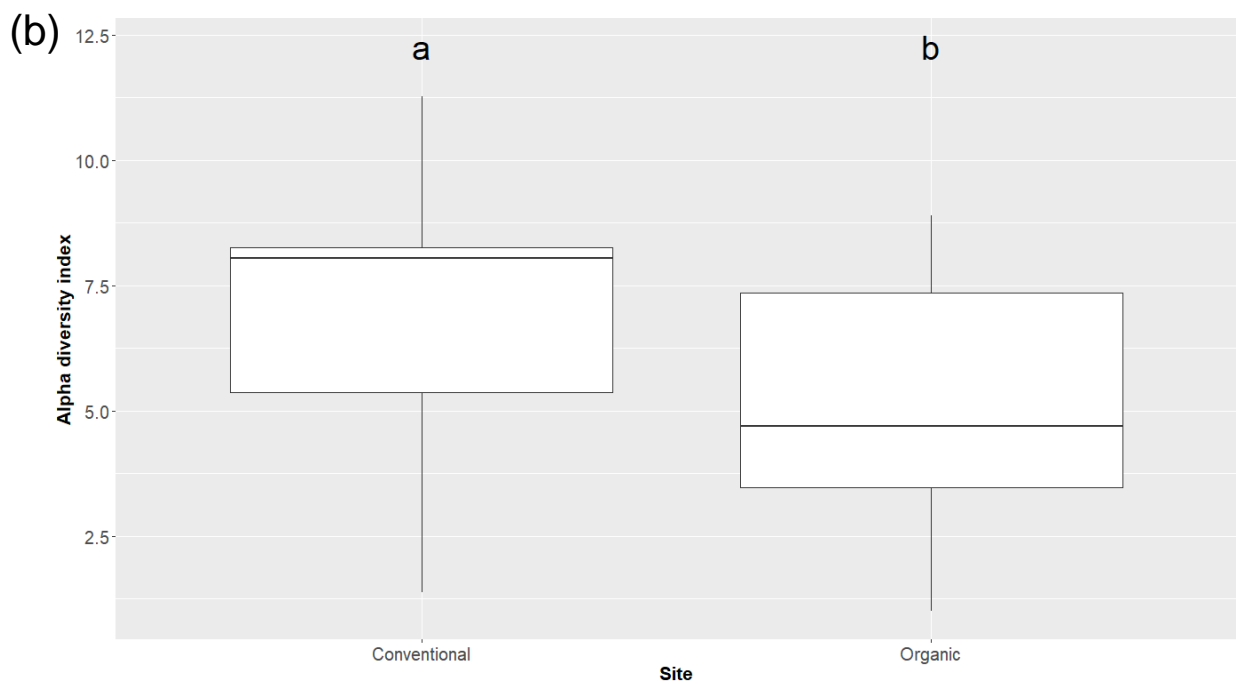 (b)
12.5
a
b
10.0
7.5
5.0
2.5
Alpha diversity index
Conventional
Organic
Site